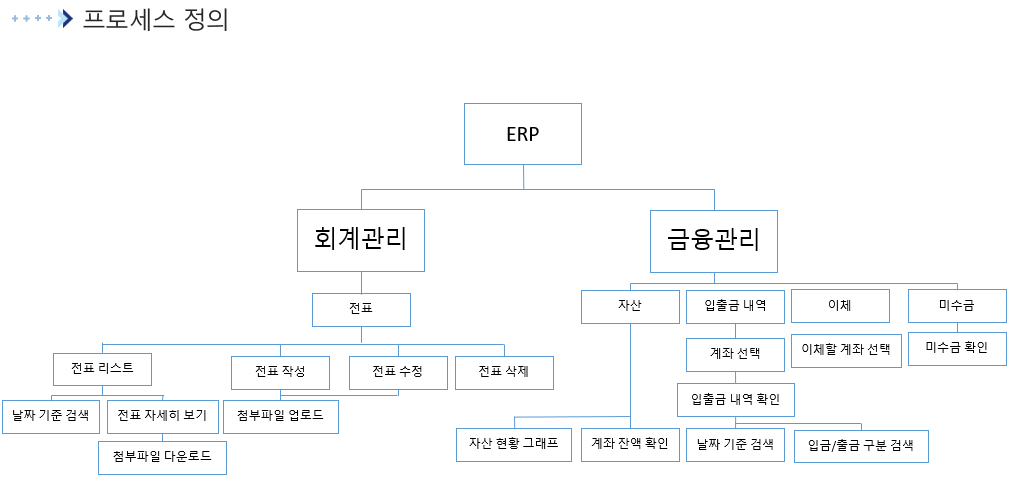 프로세스 정의
ERP
회계관리
금융관리
전표
자산
입출금 내역
이체
미수금
전표 리스트
전표 작성
전표 수정
전표 삭제
계좌 선택
이체할 계좌 선택
미수금 확인
날짜 기준 검색
전표 자세히 보기
첨부파일 업로드
입출금 내역 확인
첨부파일 다운로드
자산 현황 그래프
계좌 잔액 확인
날짜 기준 검색
입금/출금 구분 검색